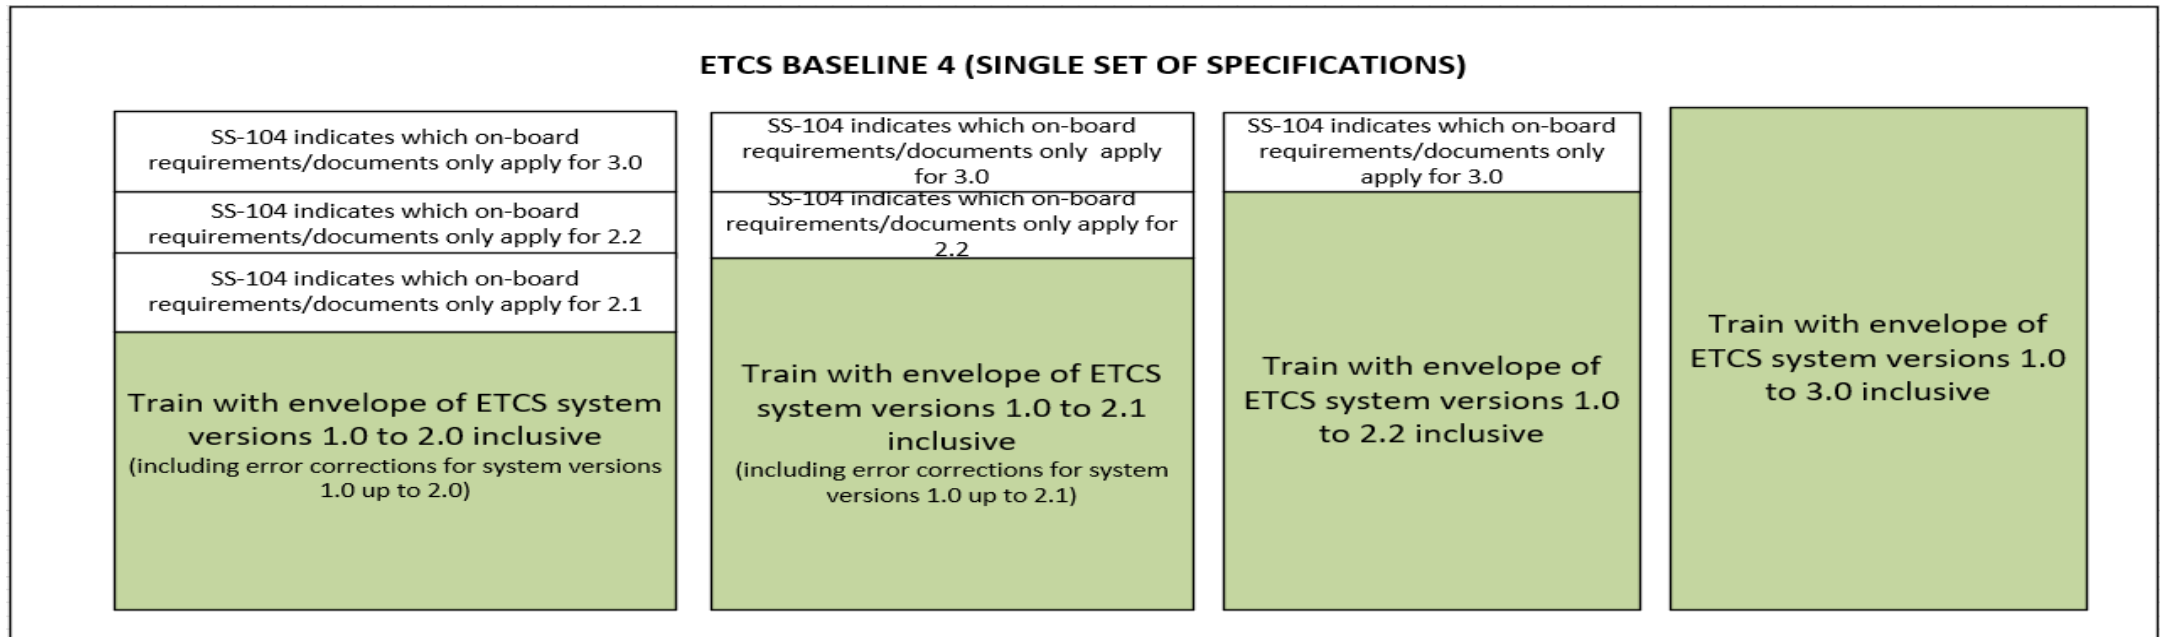 ETCS BASELINE 4 (SINGLE SET OF SPECIFICATIONS)
SS-104 indicates which on-board
requirements/documents only apply for 3.0
SS-104 indicates which on-board
requirements/documents only apply for 2.2
SS-104 indicates which on-board
requirements/documents only apply for 2.1
Train with envelope of ETCS system
versions 1.0 to 2.0 inclusive
(including error corrections for system versions
1.0 up to 2.0)
SS-104 indicates which on-board
requirements/documents only apply
for 3.0
SS-104 indicates which on-board
requirements/documents only apply for
2.2
Train with envelope of ETCS
system versions 1.0 to 2.1
inclusive
(including error corrections for system
versions 1.0 up to 2.1)
SS-104 indicates which on-board
requirements/documents only
apply for 3.0
Train with envelope of
ETCS system versions 1.0
to 2.2 inclusive
Train with envelope of
ETCS system versions 1.0
to 3.0 inclusive